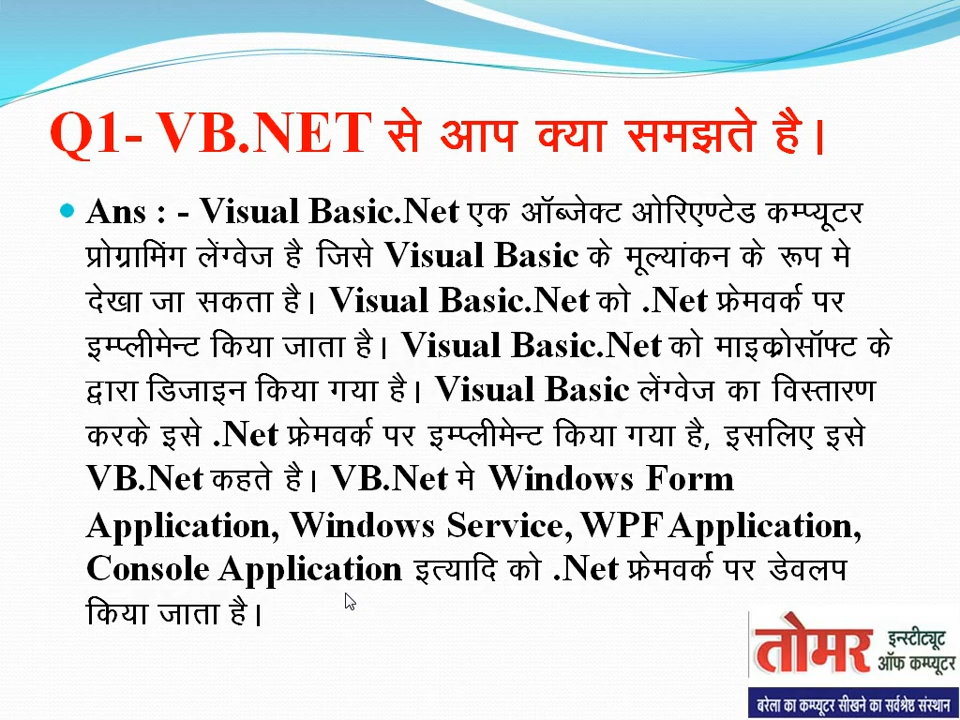 Q1- VB.NET से आप क्या समझते है।
Ans : - Visual Basic.Net एक ऑब्जेक्ट ओरिएण्टेड कम्प्यूटर
प्रोग्रामिंग लेंग्वेज है जिसे Visual Basic के मूल्यांकन के रूप मे
देखा जा सकता है। Visual Basic.Net को .Net फ्रेमवर्क पर
इम्प्लीमेन्ट किया जाता है। Visual Basic.Net को माइक्रोसॉफ्ट के
द्वारा डिजाइन किया गया है। Visual Basic लेंग्वेज का विस्तारण
करके इसे .Net फ्रेमवर्क पर इम्प्लीमेन्ट किया गया है, इसलिए इसे
VB.Net कहते है। VB.Net मे Windows Form
Application, Windows Service, WPF Application,
Console Application इत्यादि को .Net फ्रेमवर्क पर डेवलप
किया जाता है।
तोमर इन्स्टीट्यूट
ऑफ कम्प्यूटर
बरेला का कम्प्यूटर सीखने का सर्वश्रेष्ठ संस्थान